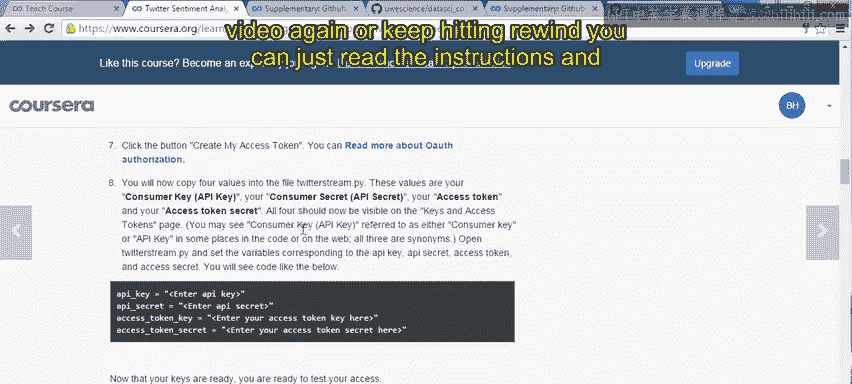 Teach Course
Twitter Sentiment Anal
Supplementary: Github
uwescience/datasci_co
Supplementary: Github
https://www.coursera.org/lear
video again or keep hitting rewind you
can just read the instructions and
Like this course? Become an exp
Upgrade
coursera
BH
7. Click the button "Create My Access Token". You can Read more about Oauth
authorization.
8. You will now copy four values into the file twitterstream.py. These values are your
"Consumer Key (API Key)", your "Consumer Secret (API Secret)", your "Access token"
and your "Access token secret". All four should now be visible on the "Keys and Access
Tokens" page. (You may see "Consumer Key (API Key)" referred to as either "Consumer key"
or "API Key" in some places in the code or on the web; all three are synonyms.) Open
twitterstream.py and set the variables corresponding to the api key, api secret, access token,
and access secret. You will see code like the below.
api_key = "<Enter api key>"
api_secret = "<Enter api secret>"
access_token_key = "<Enter your access token key here>"
access_token_secret = "<Enter your access token secret here>"
Now that your keys are ready, you are ready to test your access.